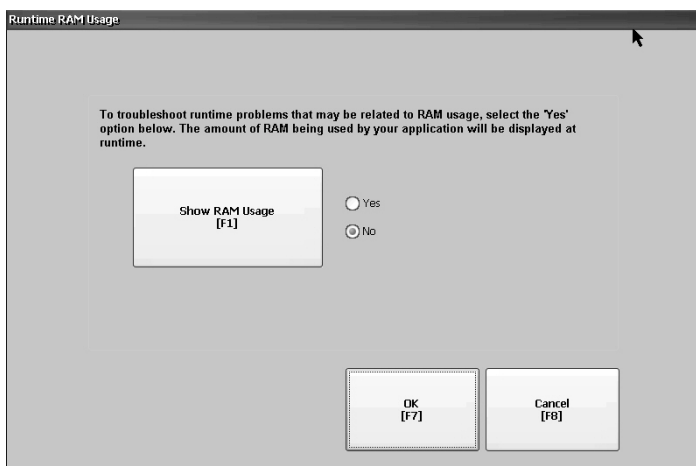 Runtime RAM Usage
To troubleshoot runtime problems that may be related to RAM usage, select the 'Yes'
option below. The amount of RAM being used by your application will be displayed at
runtime.
Show RAM Usage
[F1]
Yes
No
OK
[F7]
Cancel
[F8]